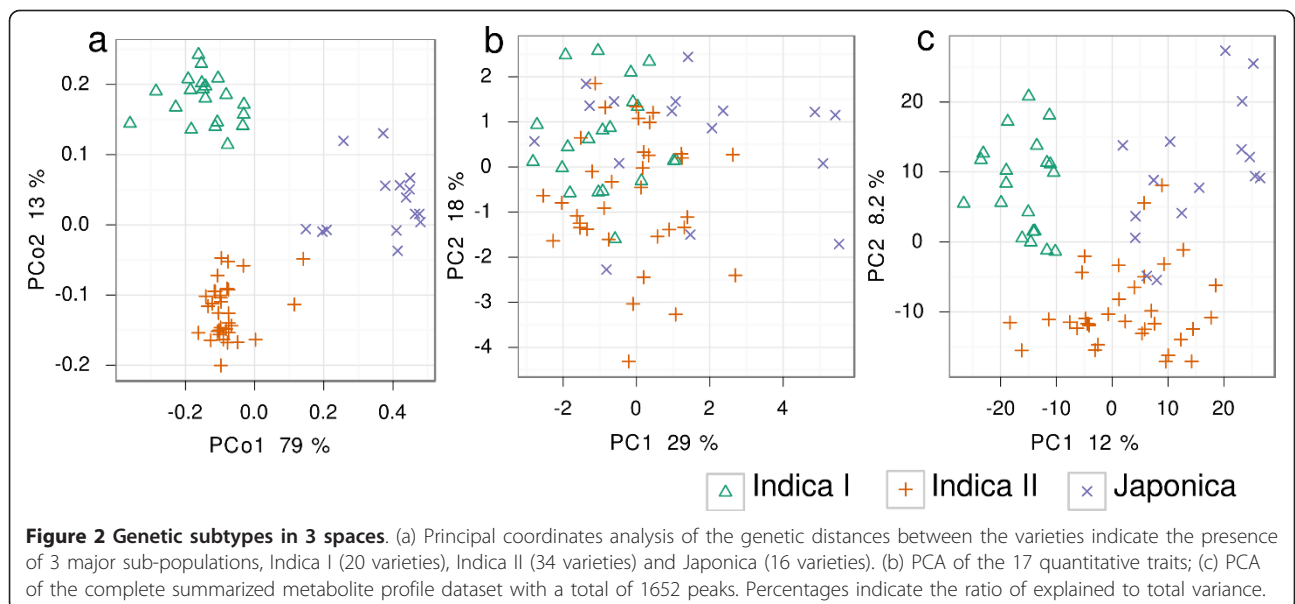 a
b
c
0.2
0.1
0.0
-0.1
-0.2
PCo2 13 %
-0.2 0.0 0.2 0.4
PCo1 79 %
2
1
0
-1
-2
-3
-4
PC2 18 %
-2 0 2 4
PC1 29 %
20
10
0
-10
PC2 8.2 %
-20 -10 0 10 20
PC1 12 %
Indica I Indica II Japonica
Figure 2 Genetic subtypes in 3 spaces. (a) Principal coordinates analysis of the genetic distances between the varieties indicate the presence
of 3 major sub-populations, Indica I (20 varieties), Indica II (34 varieties) and Japonica (16 varieties). (b) PCA of the 17 quantitative traits; (c) PCA
of the complete summarized metabolite profile dataset with a total of 1652 peaks. Percentages indicate the ratio of explained to total variance.